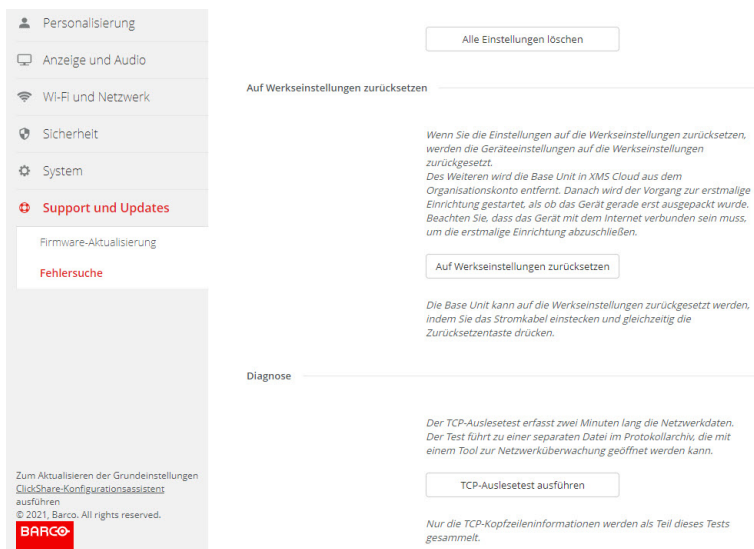 Personalisierung
Anzeige und Audio
Wi-Fi und Netzwerk
Sicherheit
System
Support und Updates
Firmware-Aktualisierung
Fehlersuche
Zum Aktualisieren der Grundeinstellungen
ClickShare-Konfigurationsassistent
ausführen
© 2021, Barco. All rights reserved.
BARCO
Alle Einstellungen löschen
Auf Werkseinstellungen zurücksetzen
Wenn Sie die Einstellungen auf die Werkseinstellungen zurücksetzen,
werden die Geräteeinstellungen auf die Werkseinstellungen
zurückgesetzt.
Des Weiteren wird die Base Unit in XMS Cloud aus dem
Organisationskonto entfernt. Danach wird der Vorgang zur erstmalige
Einrichtung gestartet, als ob das Gerät gerade erst ausgepackt wurde.
Beachten Sie, dass das Gerät mit dem Internet verbunden sein muss,
um die erstmalige Einrichtung abzuschließen.
Auf Werkseinstellungen zurücksetzen
Die Base Unit kann auf die Werkseinstellungen zurückgesetzt werden,
indem Sie das Stromkabel einstecken und gleichzeitig die
Zurücksetzentaste drücken.
Diagnose
Der TCP-Auslesetest erfasst zwei Minuten lang die Netzwerkdaten.
Der Test führt zu einer separaten Datei im Protokollarchiv, die mit
einem Tool zur Netzwerküberwachung geöffnet werden kann.
TCP-Auslesetest ausführen
Nur die TCP-Kopfzeileninformationen werden als Teil dieses Tests
gesammelt.